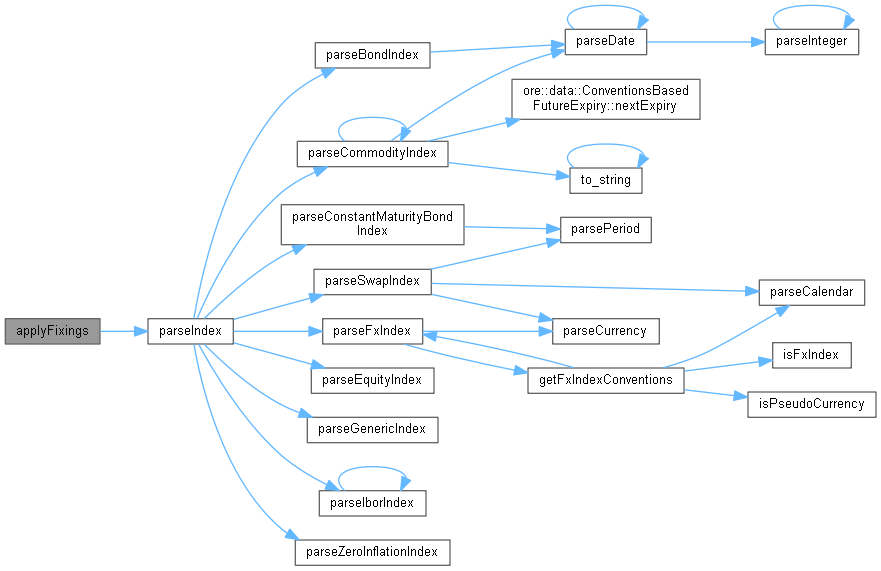 applyFixings
parseIndex
parseBondIndex
parseCommodityIndex
parseConstantMaturityBond
Index
parseSwapIndex
parseFxIndex
parseEquityIndex
parseGenericIndex
parseIborIndex
parseZeroInflationIndex
parseDate
ore::data::ConventionsBased
FutureExpiry::nextExpiry
to_string
parsePeriod
parseCurrency
getFxIndexConventions
parseInteger
parseCalendar
isFxIndex
isPseudoCurrency